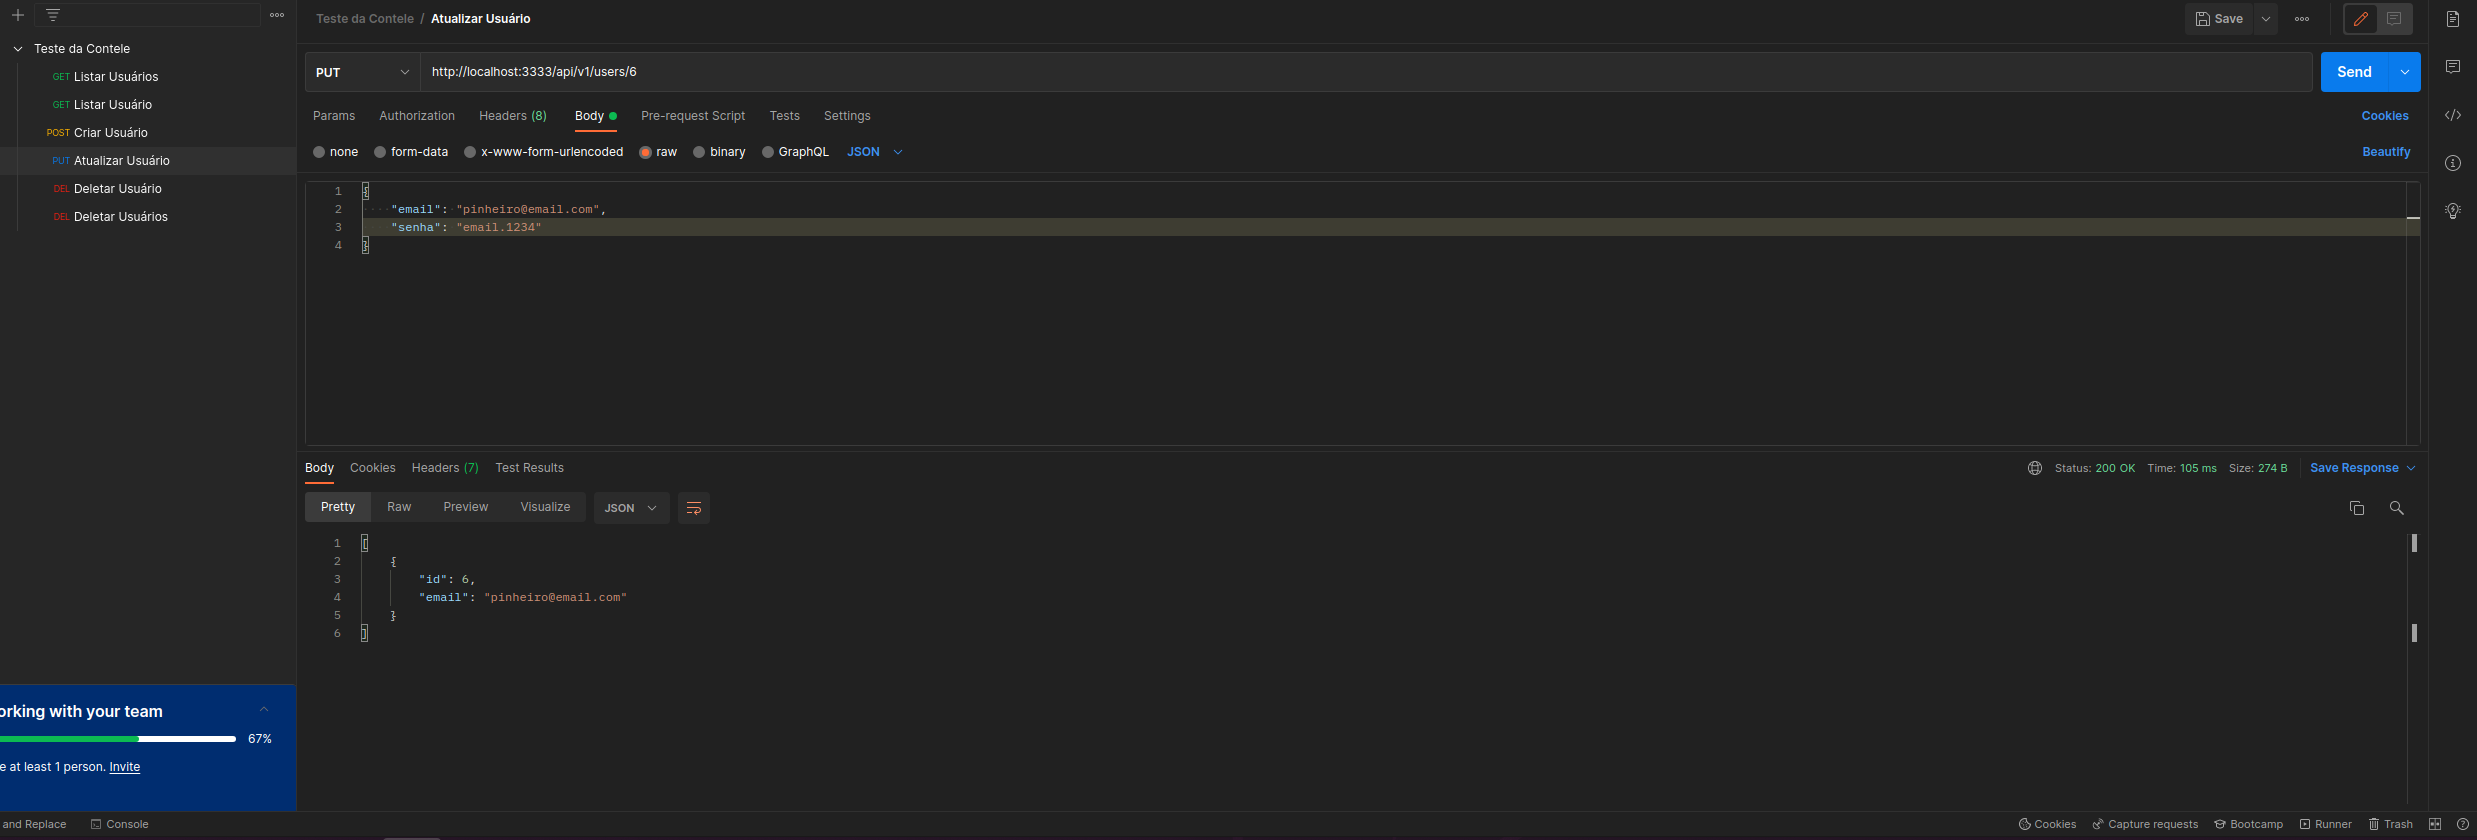 Teste da Contele / Atualizar Usuário
Save
Teste da Contele
GET Listar Usuários
GET Listar Usuário
POST Criar Usuário
PUT Atualizar Usuário
DEL Deletar Usuário
DEL Deletar Usuários
PUT
http://localhost:3333/api/v1/users/6
Send
Params Authorization Headers (8) Body Pre-request Script Tests Settings
Cookies
none form-data x-www-form-urlencoded raw binary GraphQL JSON
Beautify
1 {
2 "email": "pinheiro@email.com",
3 "senha": "email.1234"
4 }
Body Cookies Headers (7) Test Results
Status: 200 OK Time: 105 ms Size: 274 B Save Response
Pretty Raw Preview Visualize JSON
1 [
2 {
3 "id": 6,
4 "email": "pinheiro@email.com"
5 }
6 ]
orking with your team
67%
e at least 1 person. Invite
and Replace Console
Cookies Capture requests Bootcamp Runner Trash